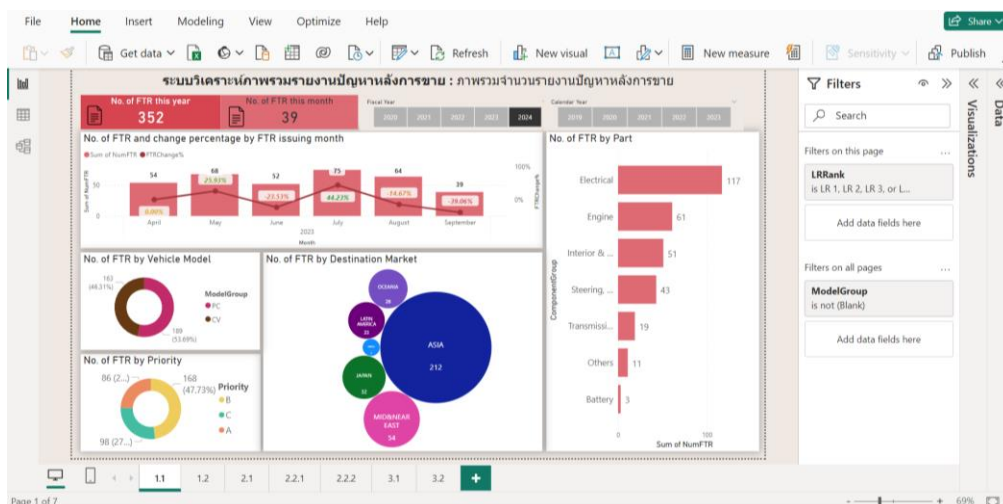 File Home Insert Modeling View Optimize Help Share
Get data Refresh New visual New measure Sensitivity Publish
ระบบวิเคราะห์ภาพรวมรายงานปัญหาหลังการขาย : ภาพรวมจำนวนรายงานปัญหาหลังการขาย
No. of FTR this year
352
No. of FTR this month
39
Fiscal Year
2020 2021 2022 2023 2024
Calendar Year
2019 2020 2021 2022 2023
No. of FTR and change percentage by FTR issuing month
Sum of NumFTR FTRChange%
Sum of NumFTR
50
0
54 68 52 75 64 39
0.00% 25.93% -23.53% 44.23% -14.67% -39.06%
100%
0%
FTRChange%
April May June July August September
2023
Month
No. of FTR by Vehicle Model
163
(46.31%)
189
(53.69%)
ModelGroup
PC
CV
No. of FTR by Priority
86 (2...)
168
(47.73%)
98 (27...)
Priority
B
C
A
No. of FTR by Destination Market
OCEANIA
LATIN
AMERICA
JAPAN
32
MID&NEAR
EAST
54
ASIA
212
No. of FTR by Part
ComponentGroup
Electrical 117
Engine 61
Interior & ... 51
Steering, ... 43
Transmissi... 19
Others 11
Battery 3
0 100
Sum of NumFTR
Filters
Search
Filters on this page ...
LRRank
is LR 1, LR 2, LR 3, or L...
Add data fields here
Filters on all pages ...
ModelGroup
is not (Blank)
Add data fields here
Visualizations
Data
1.1 1.2 2.1 2.2.1 2.2.2 3.1 3.2
Page 1 of 7
69%